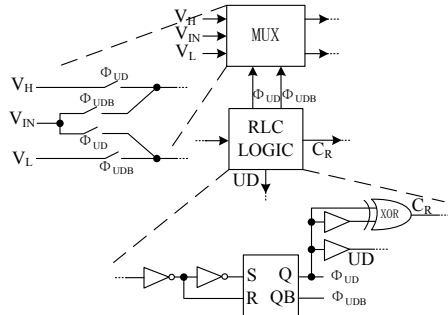 V_H
V_IN
V_L
MUX
V_H Φ_UD
Φ_UDB
V_IN
Φ_UD
V_L Φ_UDB
Φ_UD Φ_UDB
RLC
LOGIC
C_R
UD
XOR
C_R
UD
S Q Φ_UD
R QB Φ_UDB